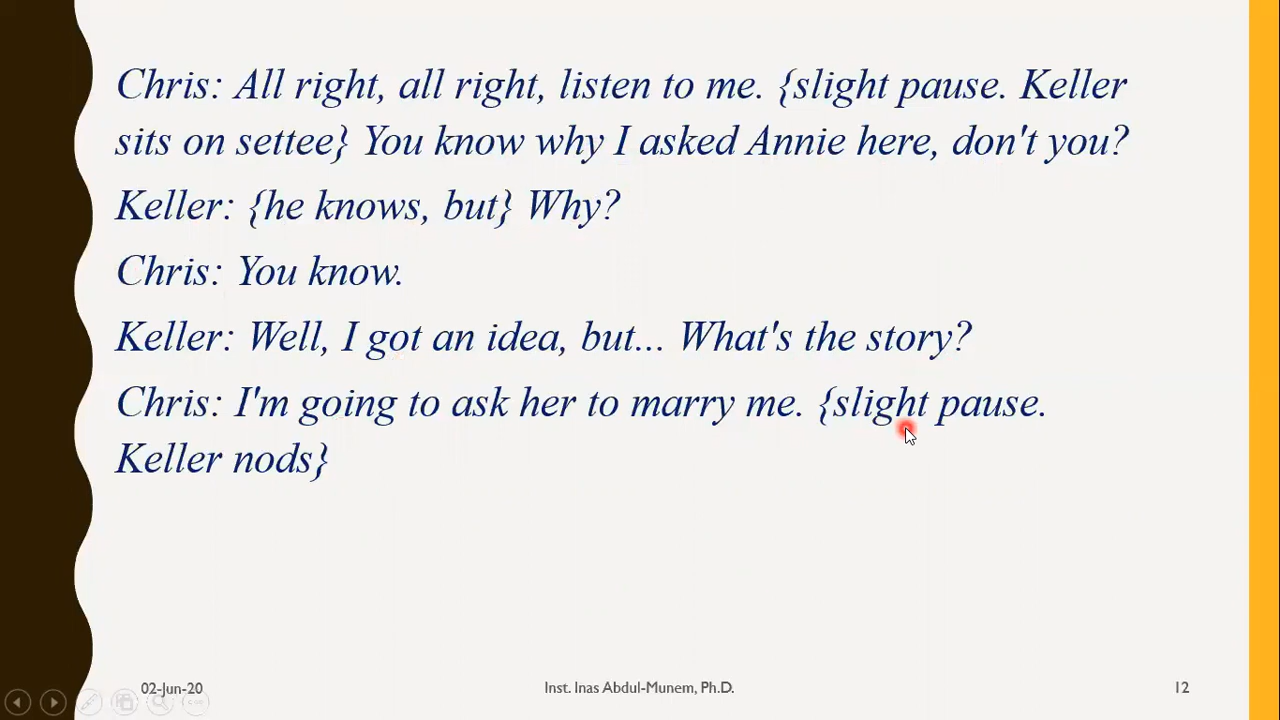 Chris: All right, all right, listen to me. {slight pause. Keller
sits on settee} You know why I asked Annie here, don't you?
Keller: {he knows, but} Why?
Chris: You know.
Keller: Well, I got an idea, but... What's the story?
Chris: I'm going to ask her to marry me. {slight pause.
Keller nods}
02-Jun-20
Inst. Inas Abdul-Munem, Ph.D.
12